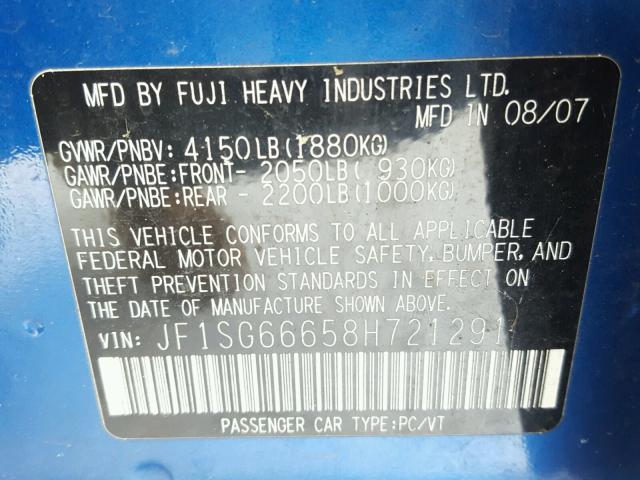 MFD BY FUJI HEAVY INDUSTRIES LTD.
MFD IN 08/07
GVWR/PNBV: 4150LB(1880KG)
GAWR/PNBE:FRONT- 2050LB( 930KG)
GAWR/PNBE:REAR - 2200LB(1000KG)
THIS VEHICLE CONFORMS TO ALL APPLICABLE
FEDERAL MOTOR VEHICLE SAFETY, BUMPER, AND
THEFT PREVENTION STANDARDS IN EFFECT ON
THE DATE OF MANUFACTURE SHOWN ABOVE.
VIN: JF1SG66658H721291
PASSENGER CAR TYPE:PC/VT